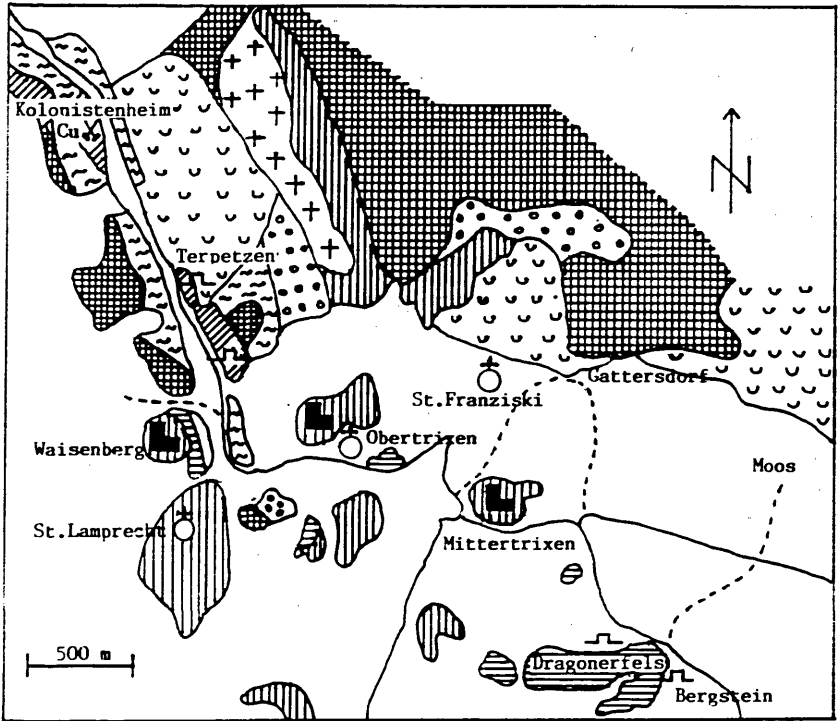 Kolonistenheim
Cu
N
Terpetzen
St.Franziski
Gattersdorf
Waisenberg
Obertrixen
Moos
St.Lamprecht
Mittertrixen
500 m
Dragonerfels
Bergstein